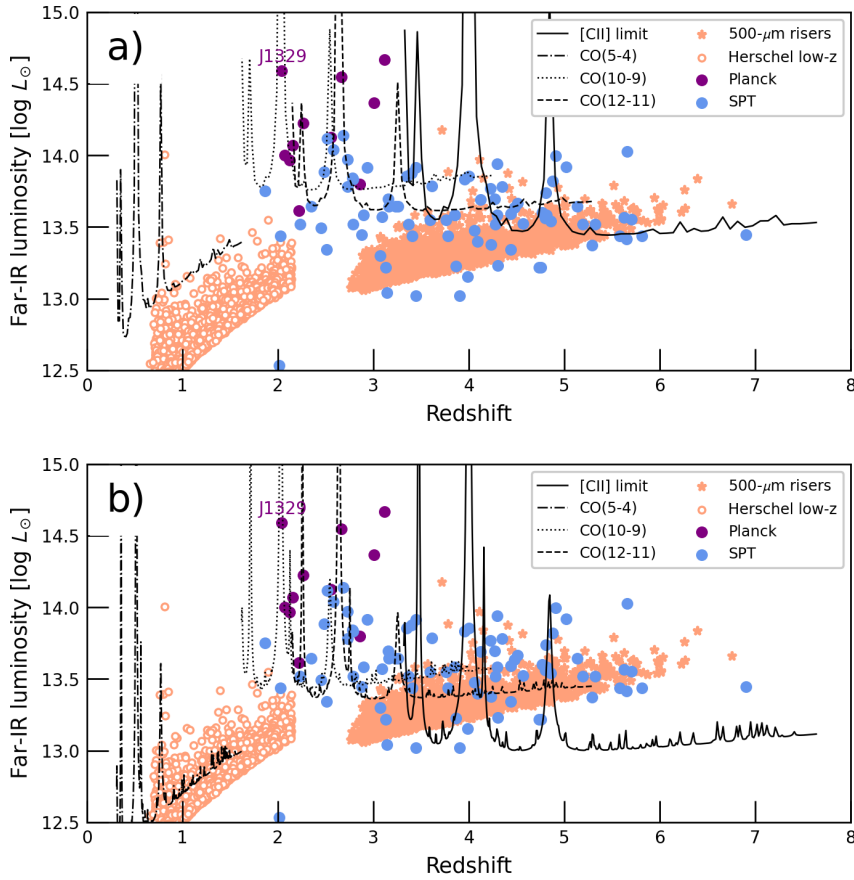 a)
J1329
[CII] limit
CO(5-4)
CO(10-9)
CO(12-11)
500-μm risers
Herschel low-z
Planck
SPT
15.0
14.5
14.0
13.5
13.0
12.5
Far-IR luminosity [log L⊙]
0 1 2 3 4 5 6 7 8
Redshift
b)
J1329
[CII] limit
CO(5-4)
CO(10-9)
CO(12-11)
500-μm risers
Herschel low-z
Planck
SPT
15.0
14.5
14.0
13.5
13.0
12.5
Far-IR luminosity [log L⊙]
0 1 2 3 4 5 6 7 8
Redshift